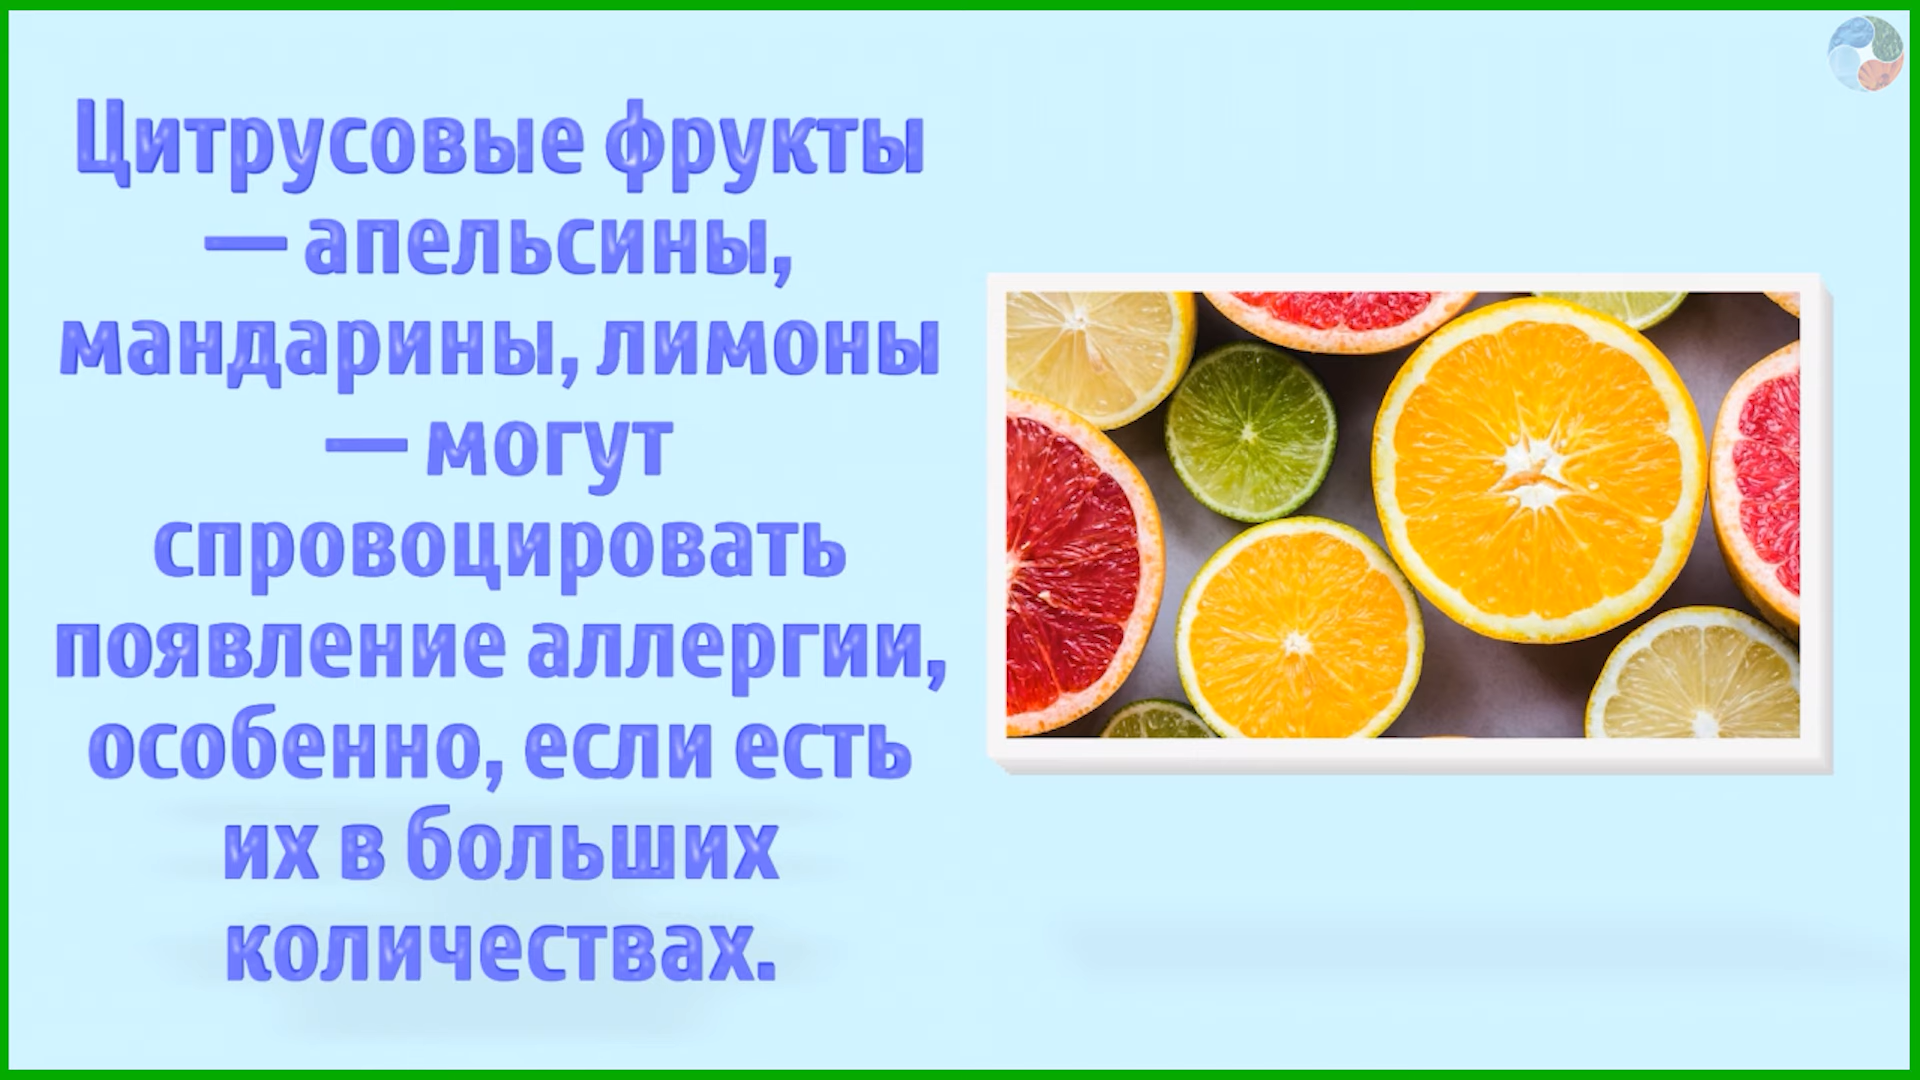 Цитрусовые фрукты
— апельсины,
мандарины, лимоны
— могут
спровоцировать
появление аллергии,
особенно, если есть
их в больших
количествах.